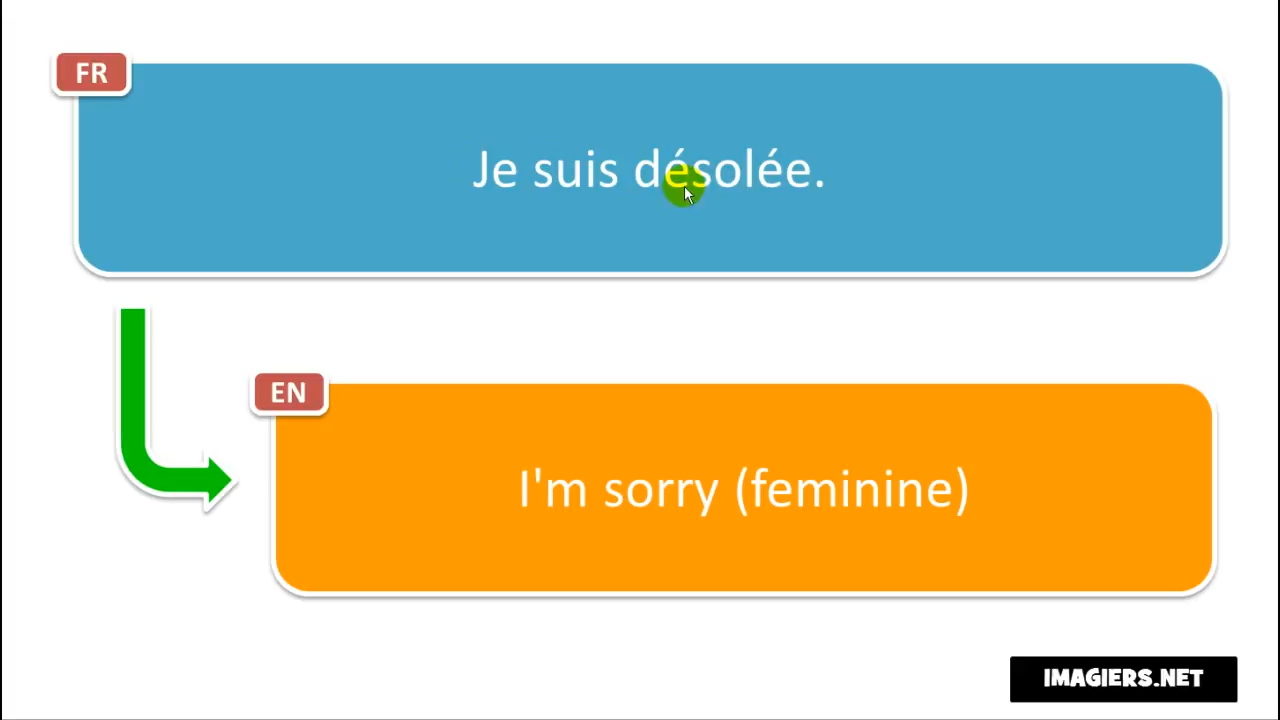 FR
Je suis désolée.
EN
I'm sorry (feminine)
IMAGIERS.NET